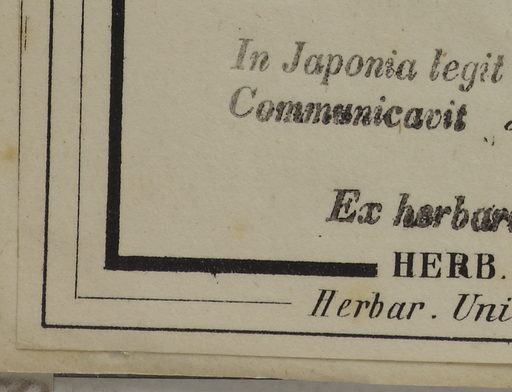 In Japonia legit
Communicavit
Ex herbar
HERB.
Herbar. Uni